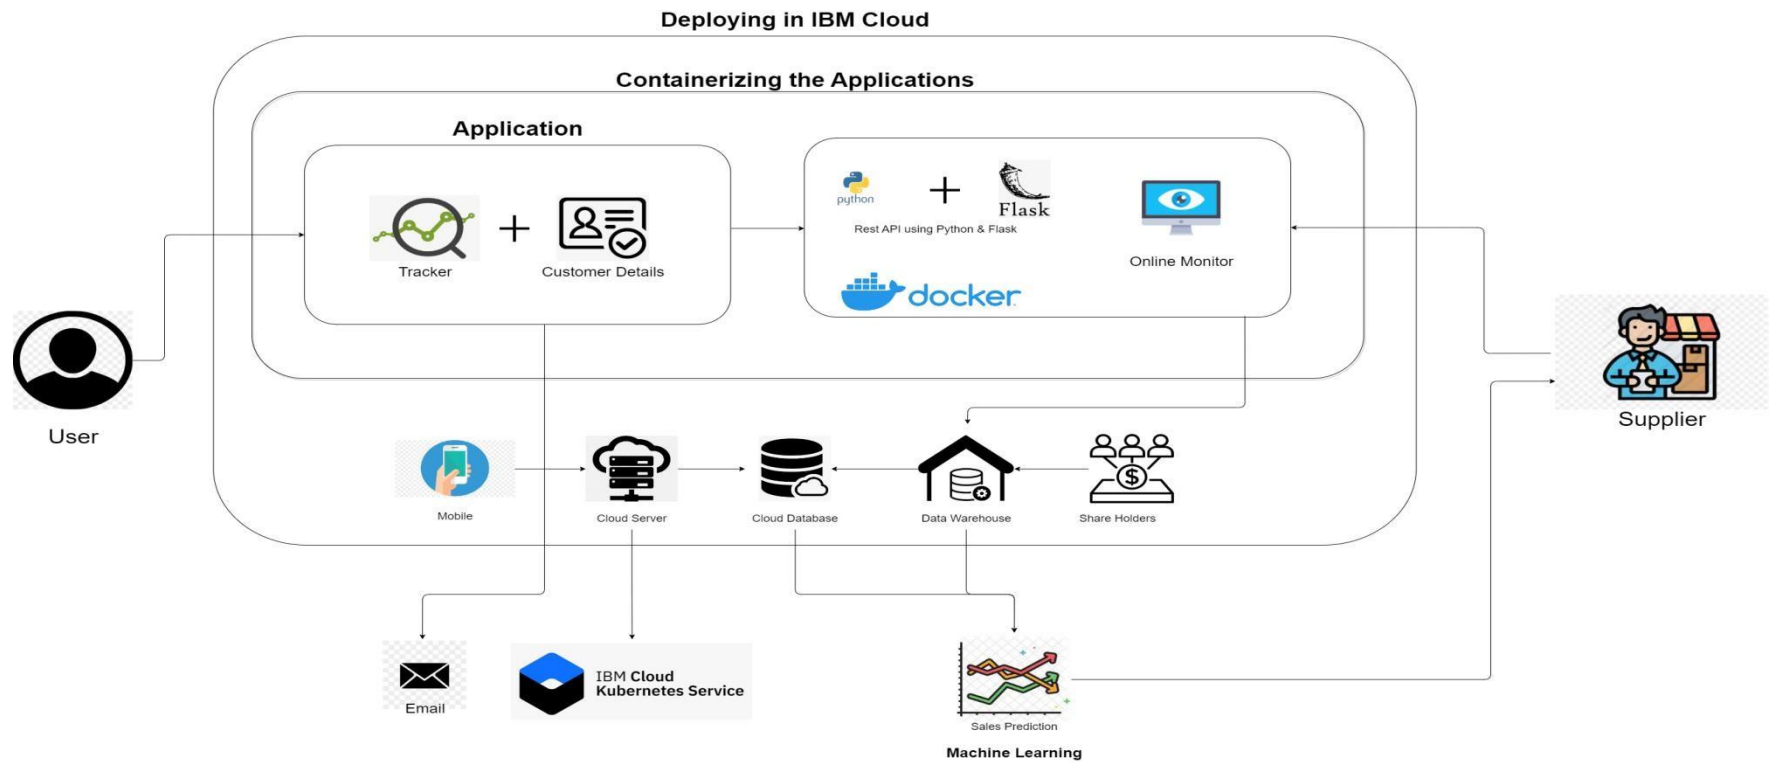 Deploying in IBM Cloud
Containerizing the Applications
Application
Tracker
Customer Details
python
Flask
Rest API using Python & Flask
Online Monitor
docker
User
Supplier
Mobile
Cloud Server
Cloud Database
Data Warehouse
Share Holders
Email
IBM Cloud
Kubernetes Service
Sales Prediction
Machine Learning